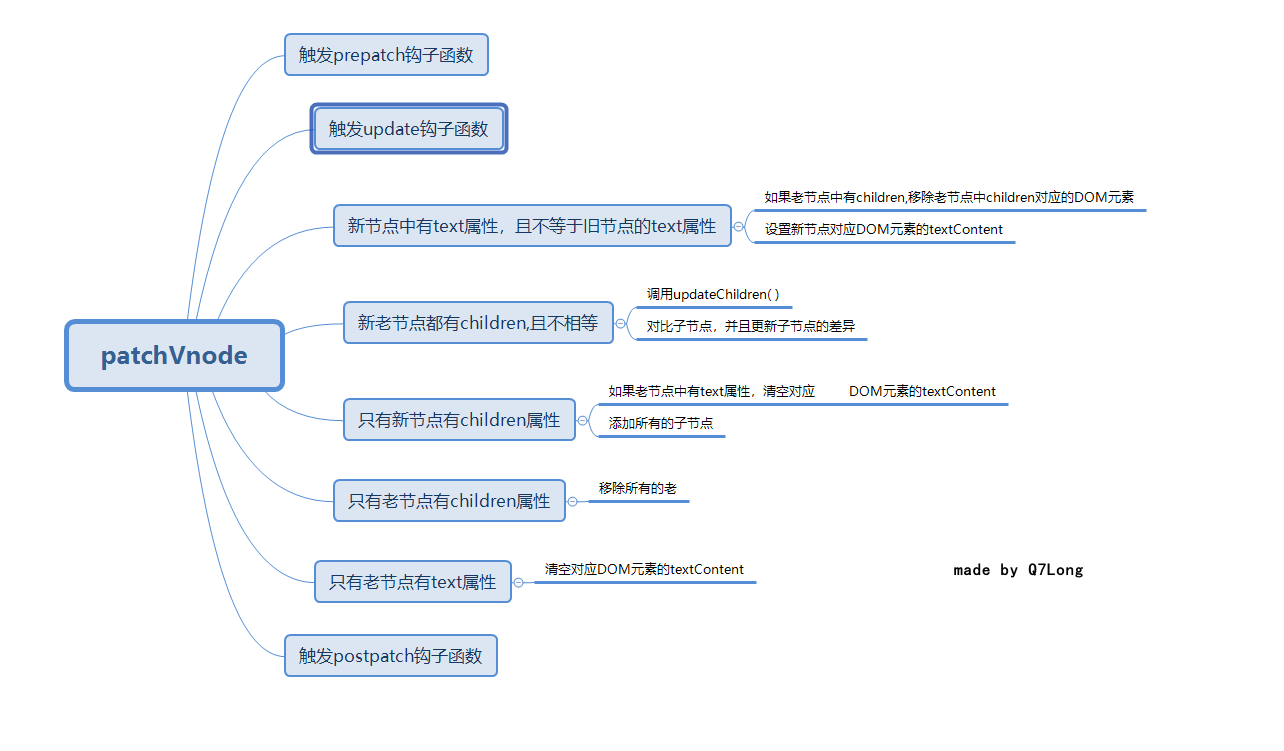 触发prepatch钩子函数
触发update钩子函数
新节点中有text属性，且不等于旧节点的text属性
如果老节点中有children,移除老节点中children对应的DOM元素
设置新节点对应DOM元素的textContent
新老节点都有children,且不相等
调用updateChildren( )
对比子节点，并且更新子节点的差异
patchVnode
只有新节点有children属性
如果老节点中有text属性，清空对应 DOM元素的textContent
添加所有的子节点
只有老节点有children属性
移除所有的老
只有老节点有text属性
清空对应DOM元素的textContent
made by Q7Long
触发postpatch钩子函数